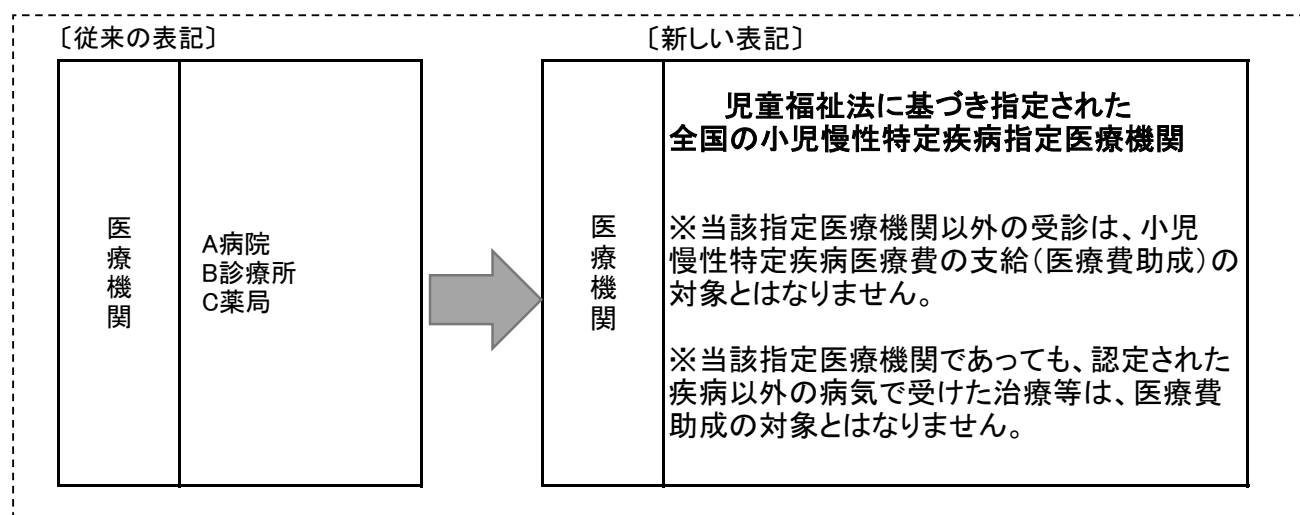 〔従来の表記〕
医療機関
A病院
B診療所
C薬局
〔新しい表記〕
医療機関
児童福祉法に基づき指定された
全国の小児慢性特定疾病指定医療機関
※当該指定医療機関以外の受診は、小児
慢性特定疾病医療費の支給(医療費助成)の
対象とはなりません。
※当該指定医療機関であっても、認定された
疾病以外の病気で受けた治療等は、医療費
助成の対象とはなりません。